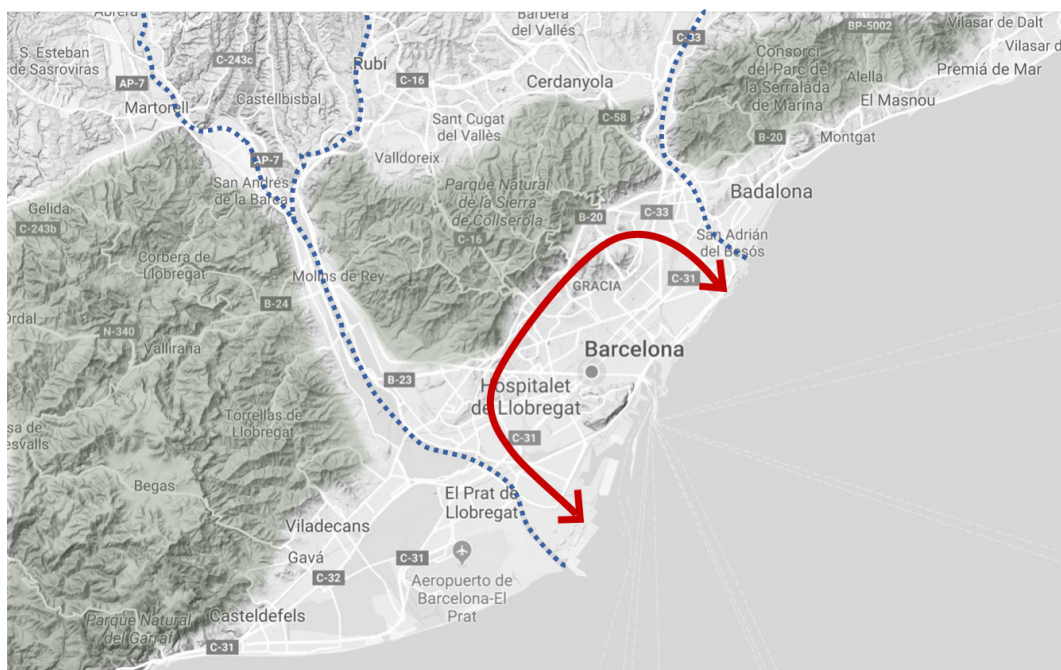 Abrera
Barberà
del Vallés
C-33
BP-5002
Vilasar de Dalt
Vilasar d
S. Esteban
de Sasroviras
C-243c
Rubí
C-16
Cerdanyola
Consorci
del Parc de
la Serralada
de Marina
Alella
Premiá de Mar
AP-7
Martorell
Castellbisbal
El Masnou
Sant Cugat
del Vallès
C-58
B-20
Montgat
AP-7
Valldoreix
San Andrés
de la Barca
Parque Natural
de la Sierra
de Collserola
Badalona
Gelida
C-243b
B-20
C-33
C-16
San Adrián
del Besós
Corbera de
Llobregat
Molins de Rey
C-31
GRACIA
B-24
Ordal
N-340
Vallirana
Barcelona
B-23
Hospitalet
de Llobregat
Torrellas de
Llobregat
sa de
esvalls
C-31
Begas
El Prat de
Llobregat
Viladecans
Gavá
C-31
C-32
Aeropuerto de
Barcelona-El
Prat
Casteldefels
Parque Natural
del Garraf
C-31